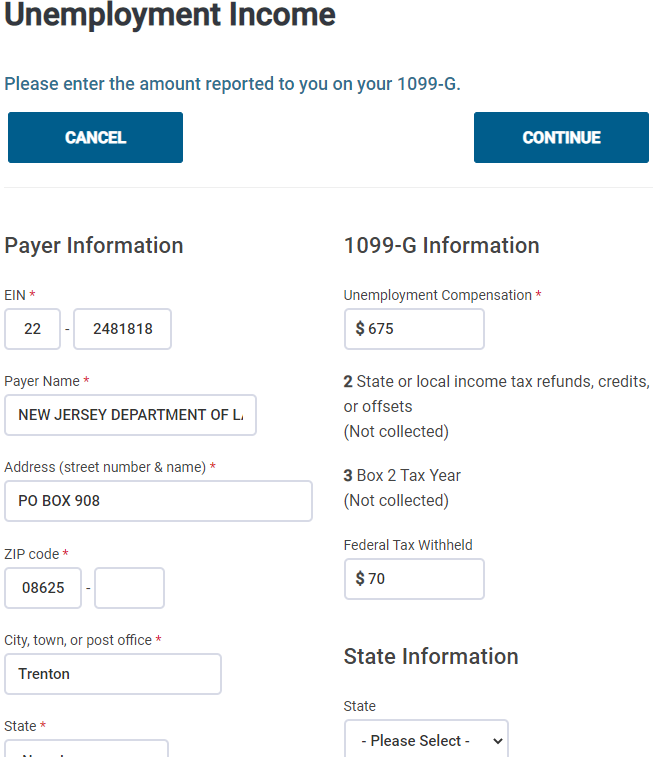 Unemployment Income
Please enter the amount reported to you on your 1099-G.
CANCEL
CONTINUE
Payer Information
EIN *
22 - 2481818
Payer Name *
NEW JERSEY DEPARTMENT OF
Address (street number & name) *
PO BOX 908
ZIP code *
08625 -
City, town, or post office *
Trenton
State *
1099-G Information
Unemployment Compensation *
$ 675
2 State or local income tax refunds, credits,
or offsets
(Not collected)
3 Box 2 Tax Year
(Not collected)
Federal Tax Withheld
$ 70
State Information
State
- Please Select -